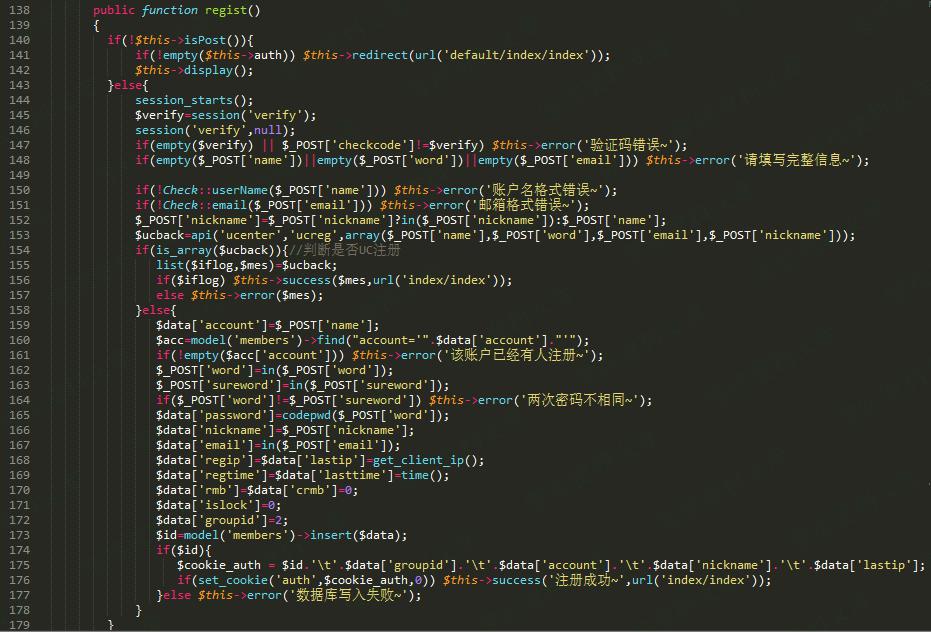 138 public function regist()
139 {
140 if(!$this->isPost()){
141 if(!empty($this->auth)) $this->redirect(url('default/index/index'));
142 $this->display();
143 }else{
144 session_starts();
145 $verify=session('verify');
146 session('verify',null);
147 if(empty($verify) || $_POST['checkcode']!=$verify) $this->error('验证码错误~');
148 if(empty($_POST['name'])||empty($_POST['word'])||empty($_POST['email'])) $this->error('请填写完整信息~');
149
150 if(!Check::userName($_POST['name'])) $this->error('账户名格式错误~');
151 if(!Check::email($_POST['email'])) $this->error('邮箱格式错误~');
152 $_POST['nickname']=$_POST['nickname']?in($_POST['nickname']):$_POST['name'];
153 $ucback=api('ucenter','ucreg',array($_POST['name'],$_POST['word'],$_POST['email'],$_POST['nickname']));
154 if(is_array($ucback)){//判断是否UC注册
155 list($iflog,$mes)=$ucback;
156 if($iflog) $this->success($mes,url('index/index'));
157 else $this->error($mes);
158 }else{
159 $data['account']=$_POST['name'];
160 $acc=model('members')->find("account='".$data['account']."'");
161 if(!empty($acc['account'])) $this->error('该账户已经有人注册~');
162 $_POST['word']=in($_POST['word']);
163 $_POST['sureword']=in($_POST['sureword']);
164 if($_POST['word']!=$_POST['sureword']) $this->error('两次密码不相同~');
165 $data['password']=codepwd($_POST['word']);
166 $data['nickname']=$_POST['nickname'];
167 $data['email']=in($_POST['email']);
168 $data['regip']=$data['lastip']=get_client_ip();
169 $data['regtime']=$data['lasttime']=time();
170 $data['rmb']=$data['crmb']=0;
171 $data['islock']=0;
172 $data['groupid']=2;
173 $id=model('members')->insert($data);
174 if($id){
175 $cookie_auth = $id.'\t'.$data['groupid'].'\t'.$data['account'].'\t'.$data['nickname'].'\t'.$data['lastip'];
176 if(set_cookie('auth',$cookie_auth,0)) $this->success('注册成功~',url('index/index'));
177 }else $this->error('数据库写入失败~');
178 }
179 }